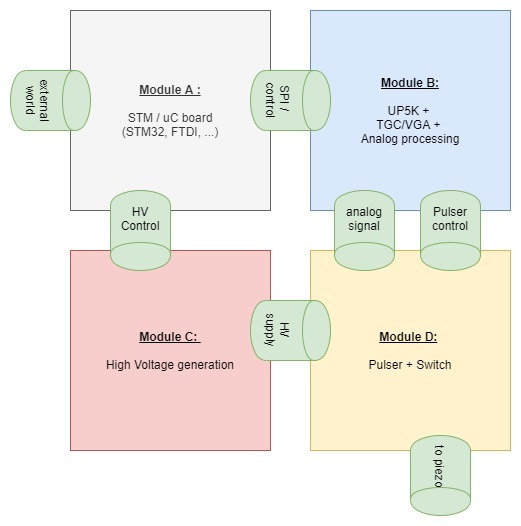 external
world
Module A :
STM / uC board
(STM32, FTDI, ...)
SPI /
control
Module B:
UP5K +
TGC/VGA +
Analog processing
HV
Control
analog
signal
Pulser
control
Module C:
High Voltage generation
HV
supply
Module D:
Pulser + Switch
to piezo